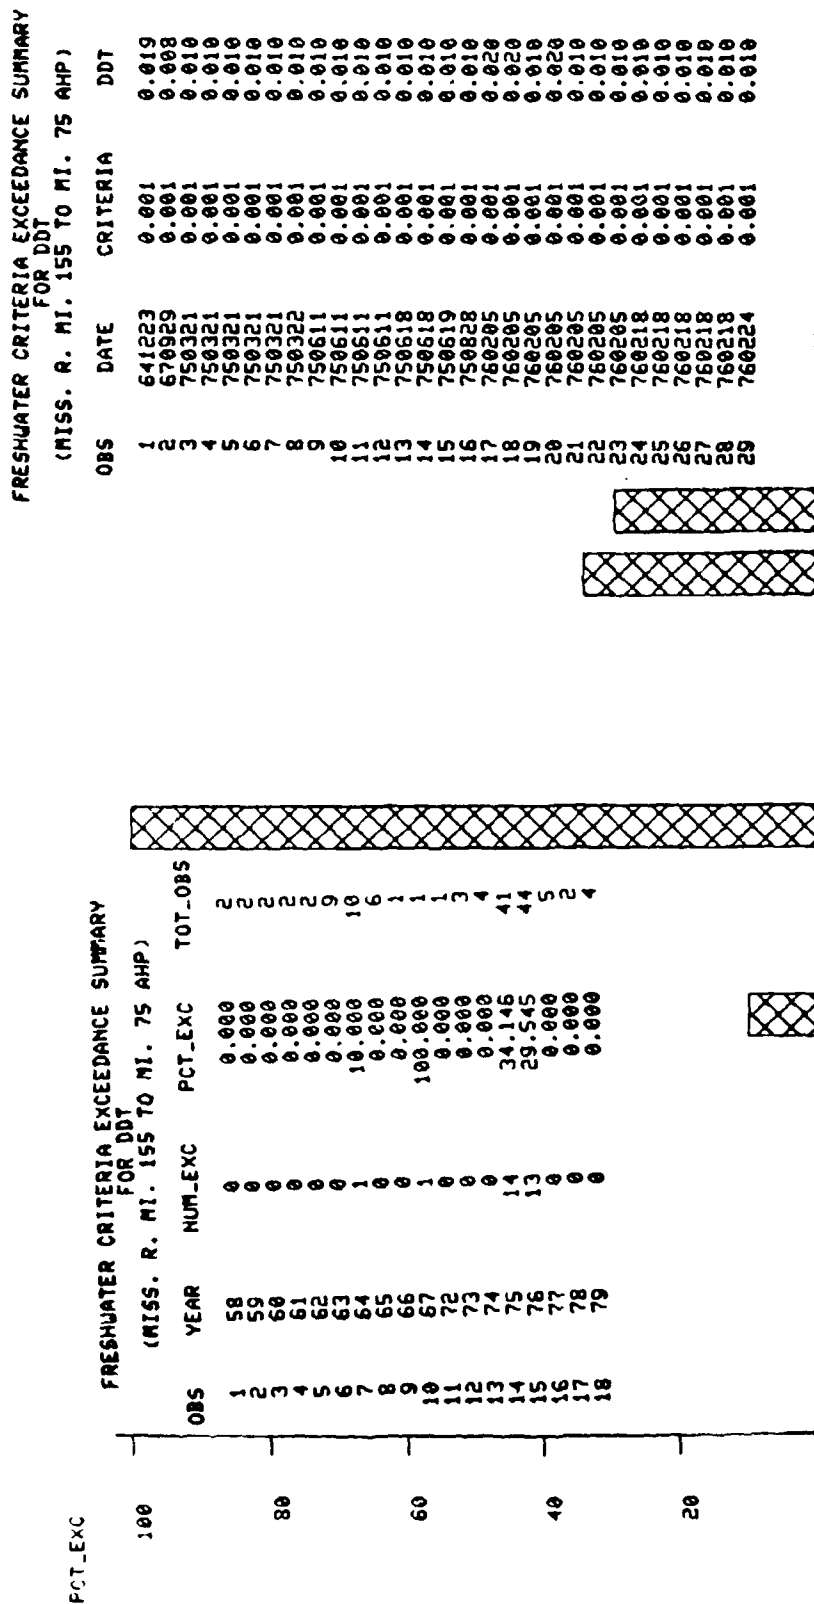 PCT_EXC
100
80
60
40
20
FRESHWATER CRITERIA EXCEEDANCE SUMMARY
FOR DDT
(MISS. R. MI. 155 TO MI. 75 AHP)
OBS YEAR NUM_EXC PCT_EXC TOT_OBS
1 58 0 0.000 2
2 59 0 0.000 2
3 60 0 0.000 2
4 61 0 0.000 2
5 62 0 0.000 2
6 63 0 0.000 9
7 64 1 10.000 10
8 65 0 0.000 6
9 66 0 0.000 1
10 67 1 100.000 1
11 72 0 0.000 1
12 73 0 0.000 3
13 74 0 0.000 4
14 75 14 34.146 41
15 76 13 29.545 44
16 77 0 0.000 5
17 78 0 0.000 2
18 79 0 0.000 4
FRESHWATER CRITERIA EXCEEDANCE SUMMARY
FOR DDT
(MISS. R. MI. 155 TO MI. 75 AHP)
OBS DATE CRITERIA DDT
1 641223 0.001 0.019
2 670929 0.001 0.008
3 750321 0.001 0.010
4 750321 0.001 0.010
5 750321 0.001 0.010
6 750321 0.001 0.010
7 750321 0.001 0.010
8 750322 0.001 0.010
9 750611 0.001 0.010
10 750611 0.001 0.010
11 750611 0.001 0.010
12 750611 0.001 0.010
13 750618 0.001 0.010
14 750618 0.001 0.010
15 750619 0.001 0.010
16 750828 0.001 0.010
17 760205 0.001 0.020
18 760205 0.001 0.020
19 760205 0.001 0.010
20 760205 0.001 0.020
21 760205 0.001 0.010
22 760205 0.001 0.010
23 760205 0.001 0.010
24 760218 0.001 0.010
25 760218 0.001 0.010
26 760218 0.001 0.010
27 760218 0.001 0.010
28 760218 0.001 0.010
29 760224 0.001 0.010